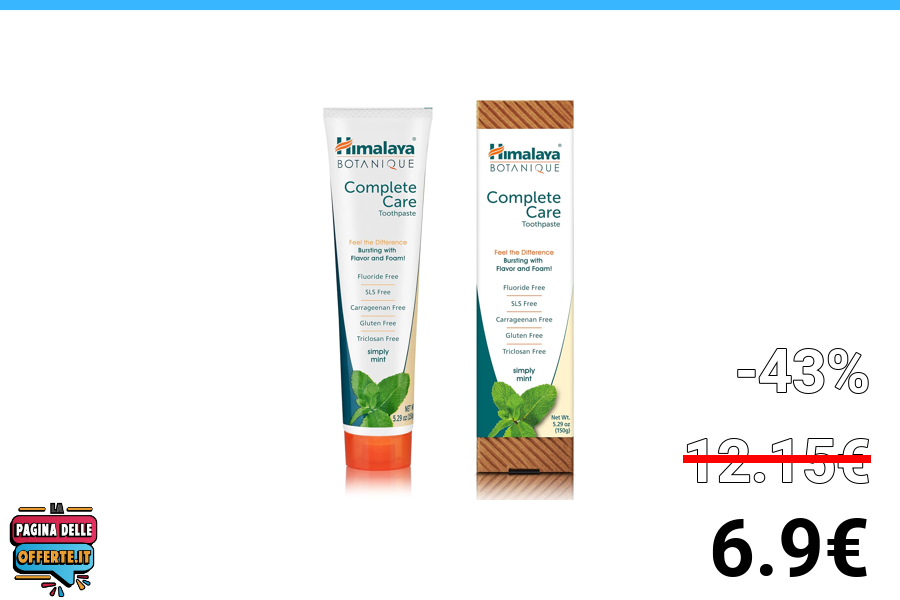 Himalaya
BOTANIQUE
Complete
Care
Toothpaste
Feel the Difference
Bursting with
Flavor and Foam!
Fluoride Free
SLS Free
Carrageenan Free
Gluten Free
Triclosan Free
simply
mint
5.29 oz
Himalaya
BOTANIQUE
Complete
Care
Toothpaste
Feel the Difference
Bursting with
Flavor and Foam!
Fluoride Free
SLS Free
Carrageenan Free
Gluten Free
Triclosan Free
simply
mint
Net Wt.
5.29 oz
(150g)
-43%
12.15€
6.9€
LA
PAGINA DELLE
OFFERTE.IT